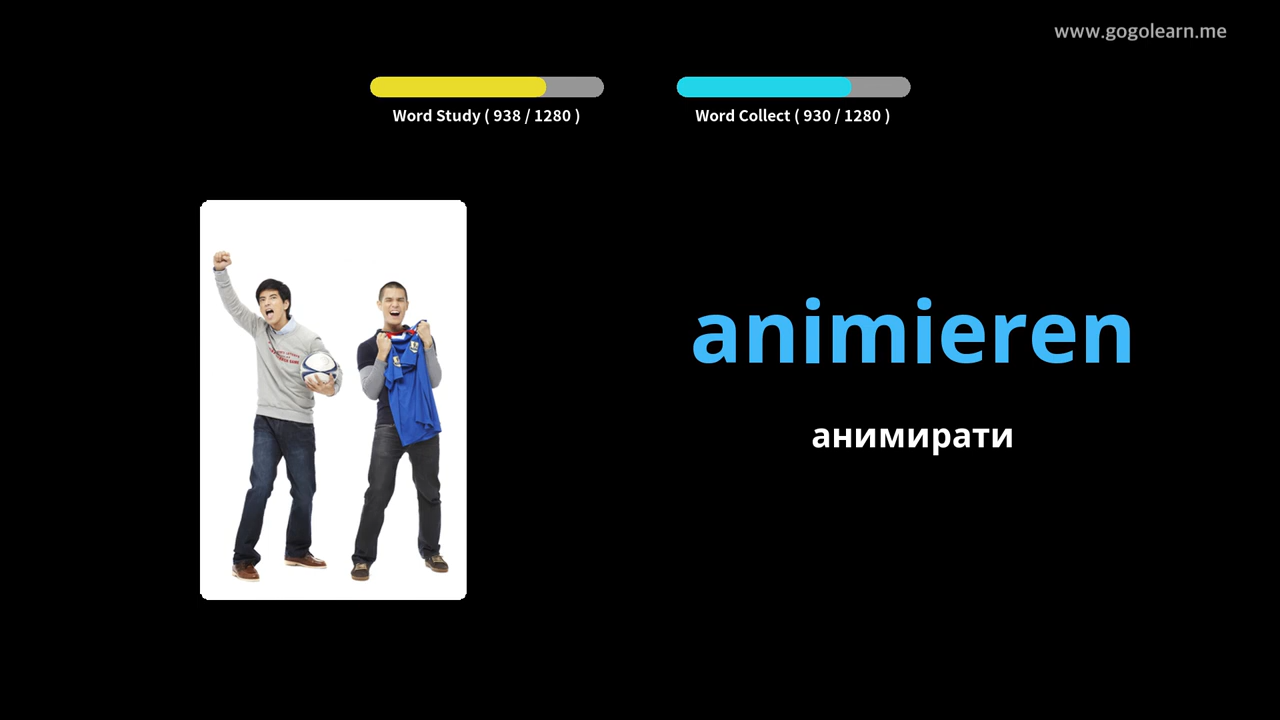 www.gogolearn.me
Word Study ( 938 / 1280 )
Word Collect ( 930 / 1280 )
animieren
анимирати